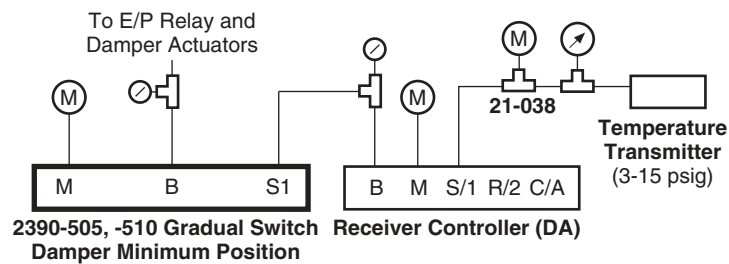 To E/P Relay and
Damper Actuators
M
M
M
21-038
Temperature
Transmitter
(3-15 psig)
M B S1
B M S/1 R/2 C/A
2390-505, -510 Gradual Switch
Damper Minimum Position
Receiver Controller (DA)